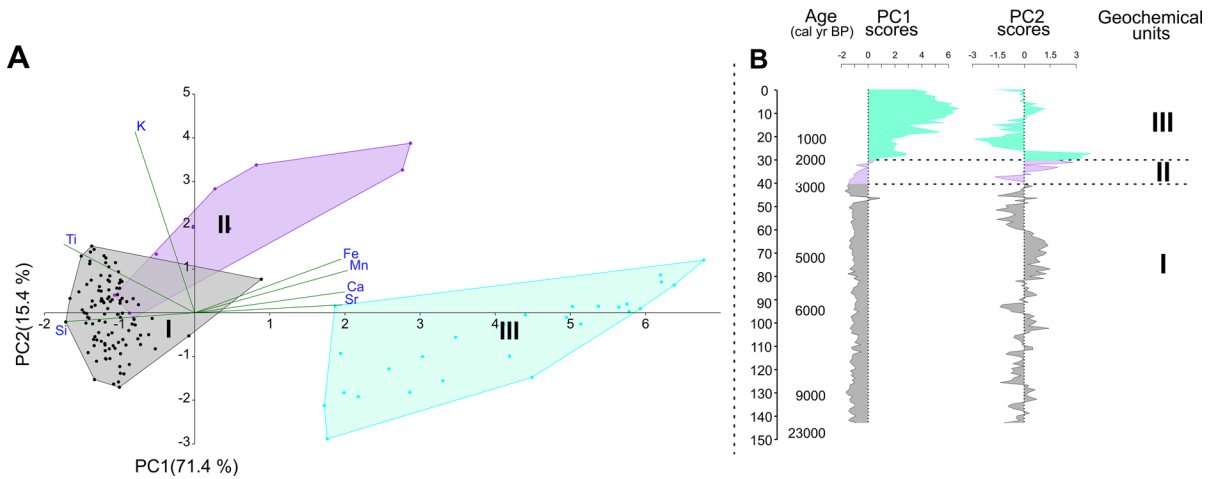 A
5
4
3
2
1
-1
-2
-3
-2
-1
1
2
3
4
5
6
K
Ti
Si
Fe
Mn
Ca
Sr
I
II
III
PC2(15.4 %)
PC1(71.4 %)
B
Age
(cal yr BP)
PC1
scores
PC2
scores
Geochemical
units
-2 0 2 4 6
-3 -1.5 0 1.5 3
0
10
20
30
40
50
60
70
80
90
100
110
120
130
140
150
1000
2000
3000
5000
6000
9000
23000
III
II
I